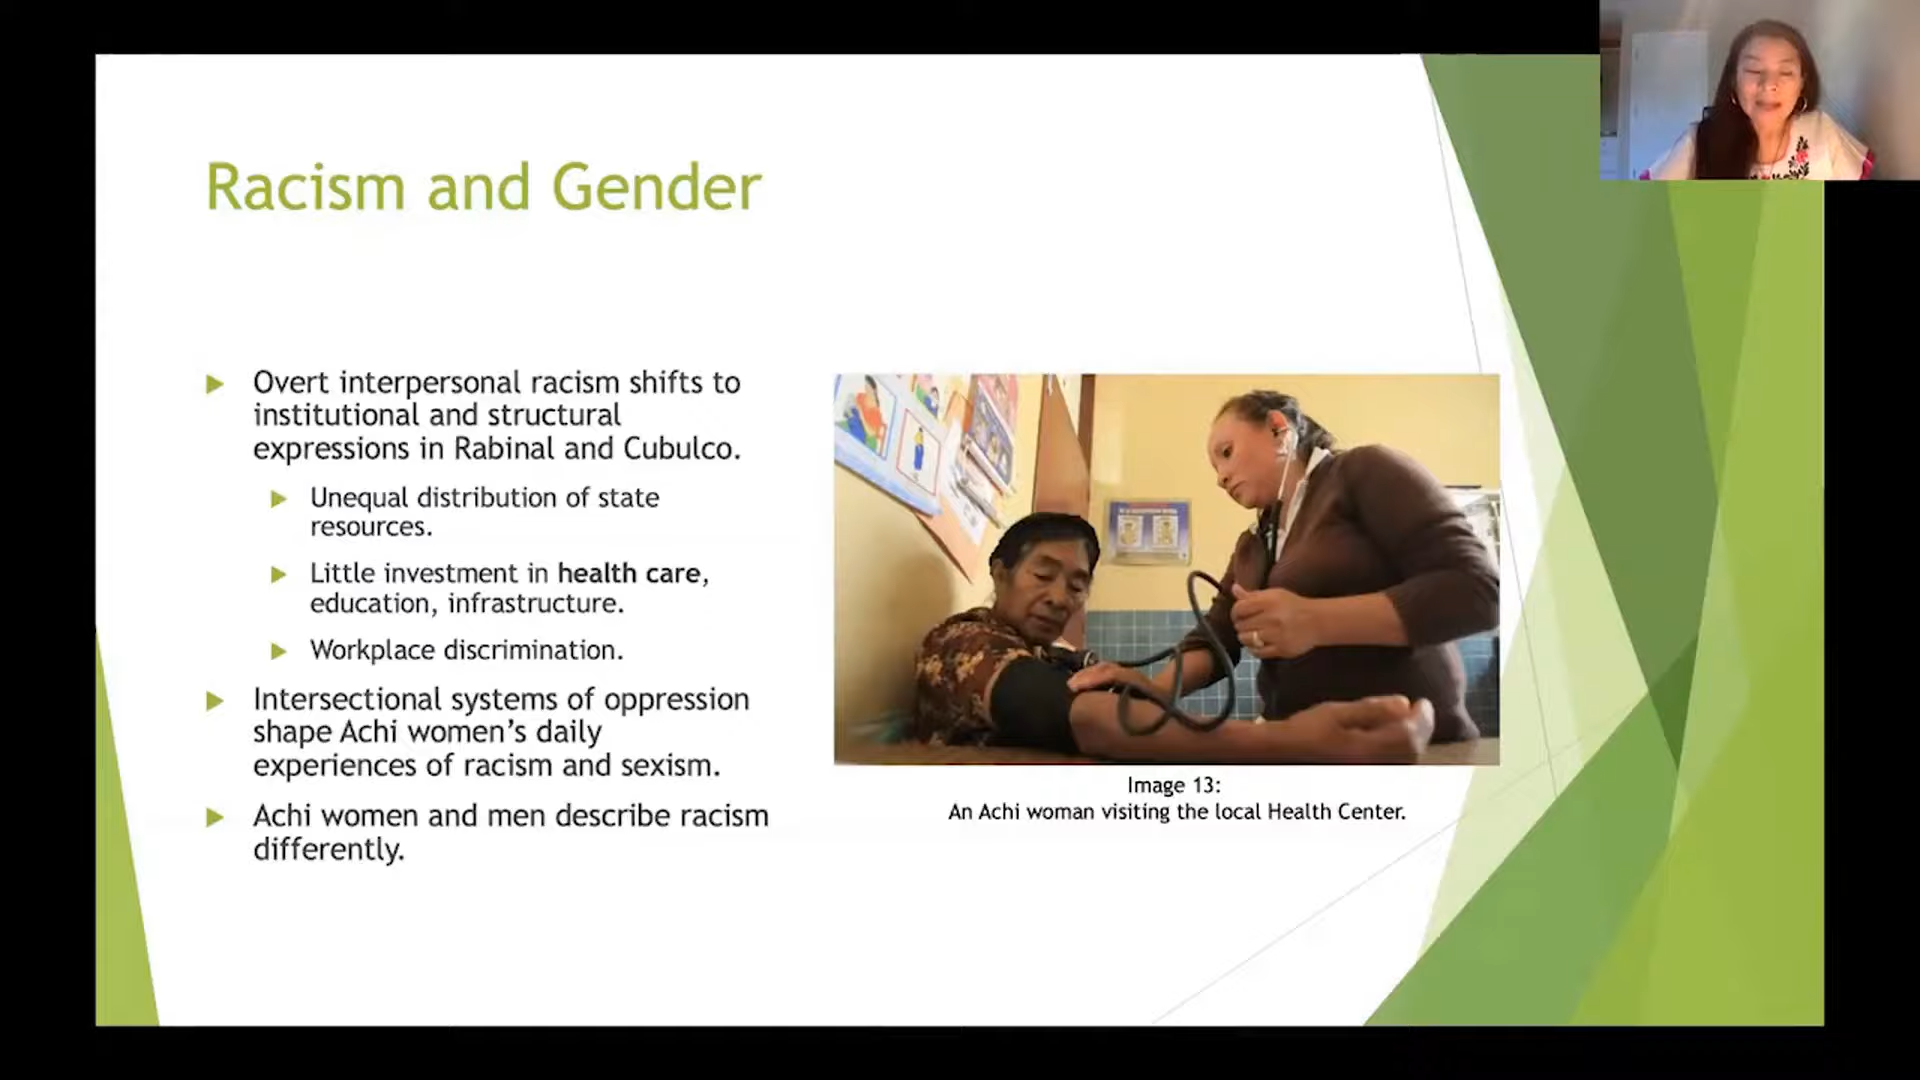 Racism and Gender
Overt interpersonal racism shifts to
institutional and structural
expressions in Rabinal and Cubulco.
Unequal distribution of state
resources.
Little investment in health care,
education, infrastructure.
Workplace discrimination.
Intersectional systems of oppression
shape Achi women's daily
experiences of racism and sexism.
Achi women and men describe racism
differently.
Image 13:
An Achi woman visiting the local Health Center.